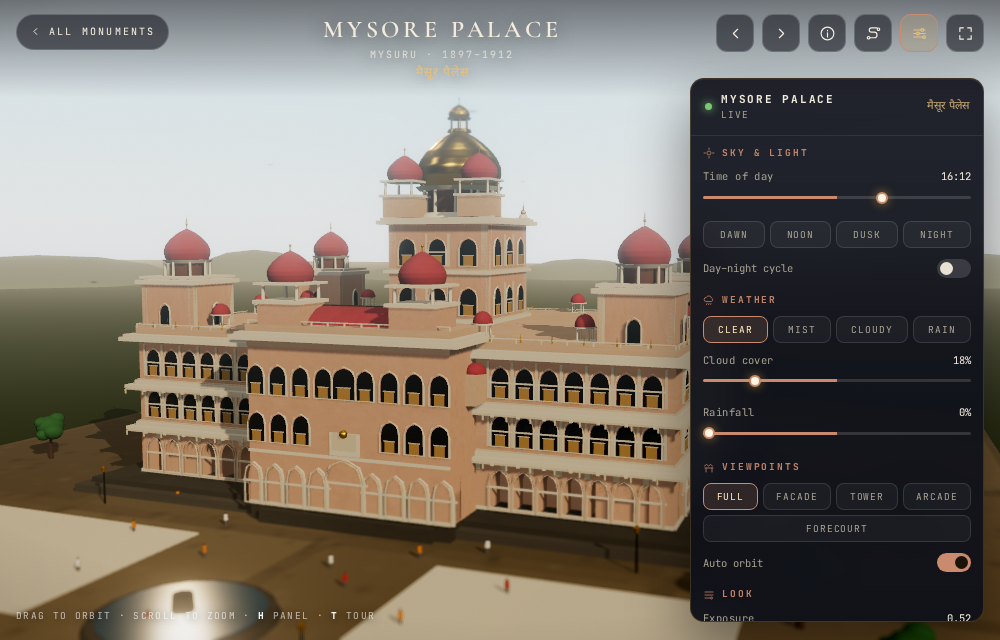 ALL MONUMENTS
MYSORE PALACE
MYSURU · 1897–1912
मैसूर पैलेस
MYSORE PALACE
LIVE
मैसूर पैलेस
SKY & LIGHT
Time of day 16:12
DAWN NOON DUSK NIGHT
Day-night cycle
WEATHER
CLEAR MIST CLOUDY RAIN
Cloud cover 18%
Rainfall 0%
VIEWPOINTS
FULL FACADE TOWER ARCADE
FORECOURT
Auto orbit
LOOK
Exposure 0.52
DRAG TO ORBIT · SCROLL TO ZOOM · H PANEL · T TOUR